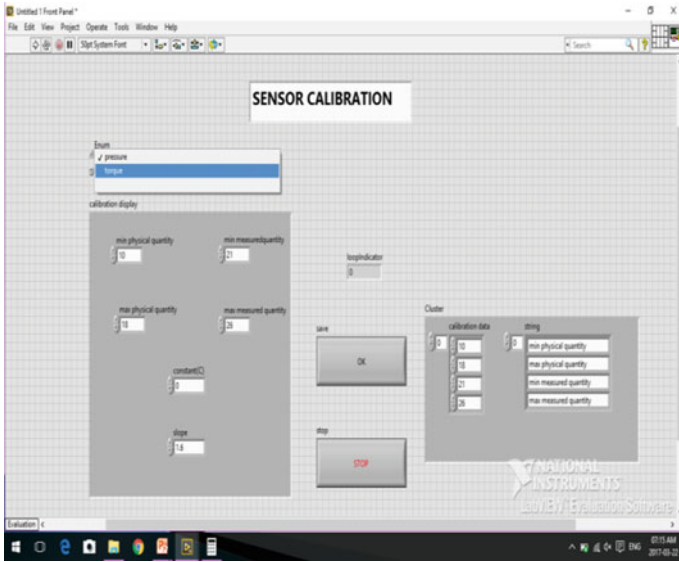 Untitled 1 Front Panel *
File Edit View Project Operate Tools Window Help
50pt System Font
Search
SENSOR CALIBRATION
Enum
✓ pressure
torque
calibration display
min physical quantity
10
min measuredquantity
21
max physical quantity
18
max measured quantity
26
constant(C)
0
slope
1.6
loopindicator
0
save
OK
stop
STOP
Cluster
calibration data
0
10
18
21
26
string
0
min physical quantity
max physical quantity
min measured quantity
max measured quantity
NATIONAL
INSTRUMENTS
LabVIEW Evaluation Software
Evaluation
ENG
07:15 AM
2017-03-22